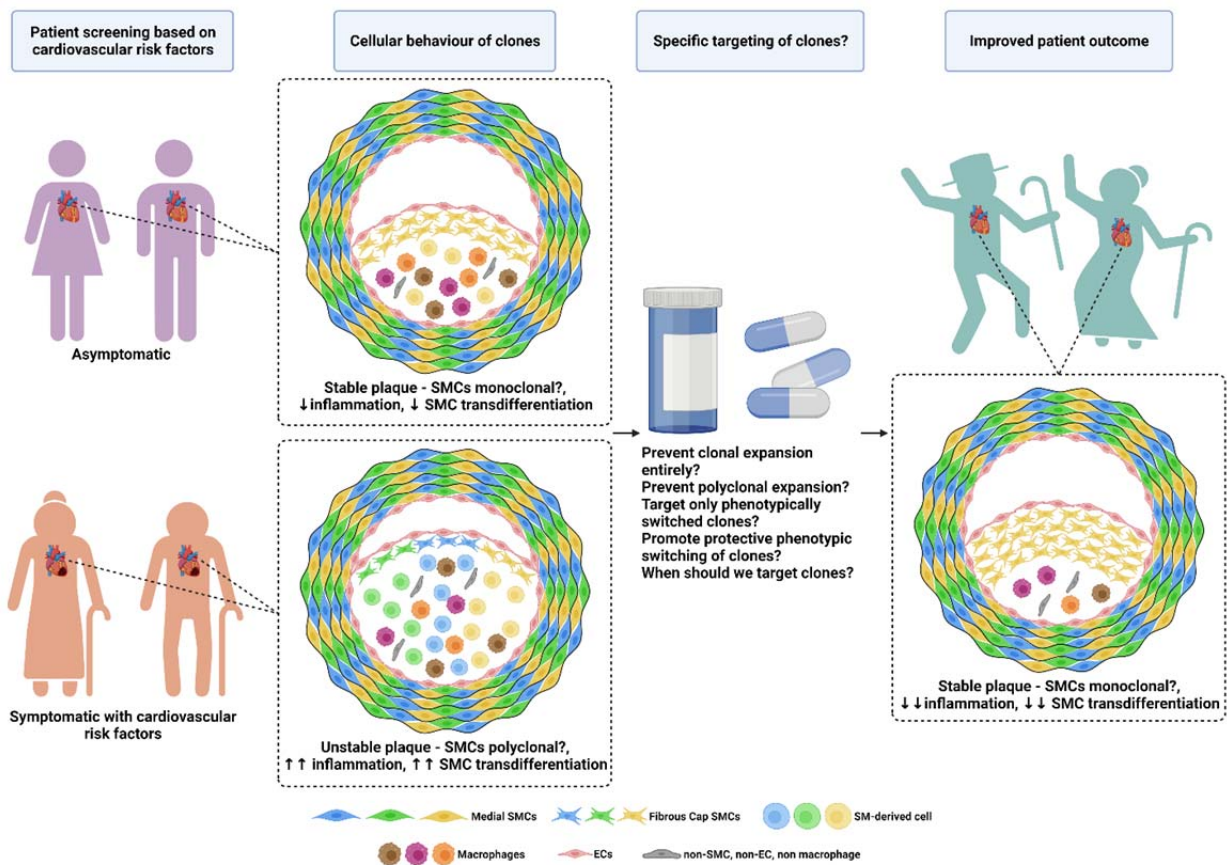 Patient screening based on
cardiovascular risk factors
Cellular behaviour of clones
Specific targeting of clones?
Improved patient outcome
Asymptomatic
Stable plaque - SMCs monoclonal?,
↓inflammation, ↓ SMC transdifferentiation
Symptomatic with cardiovascular
risk factors
Unstable plaque - SMCs polyclonal?,
↑↑ inflammation, ↑↑ SMC transdifferentiation
Prevent clonal expansion
entirely?
Prevent polyclonal expansion?
Target only phenotypically
switched clones?
Promote protective phenotypic
switching of clones?
When should we target clones?
Stable plaque - SMCs monoclonal?,
↓↓inflammation, ↓↓ SMC transdifferentiation
Medial SMCs
Fibrous Cap SMCs
SM-derived cell
Macrophages
ECs
non-SMC, non-EC, non macrophage